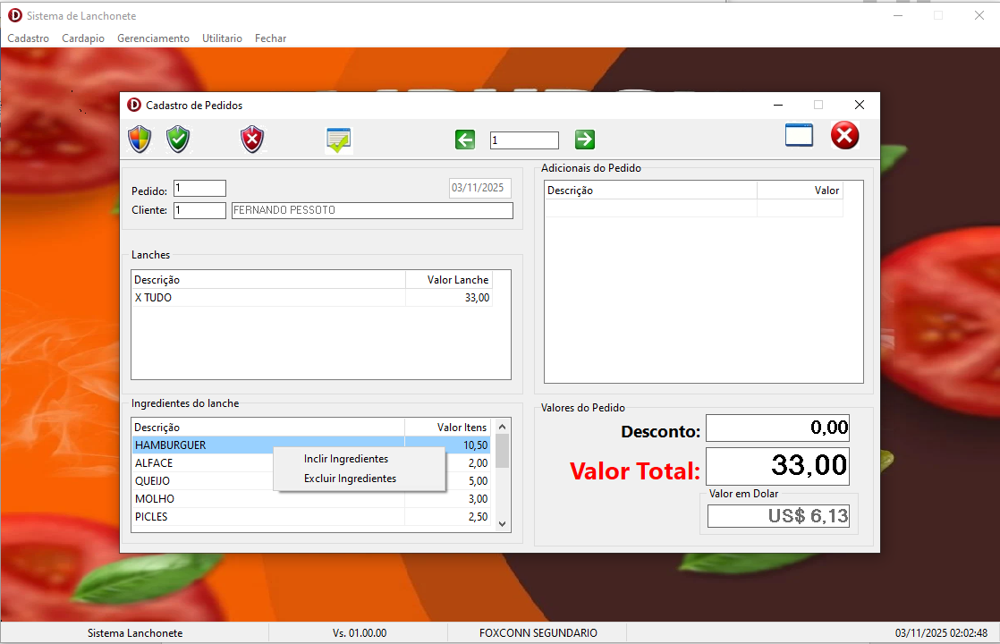 Sistema de Lanchonete
Cadastro Cardapio Gerenciamento Utilitario Fechar
Cadastro de Pedidos
1
Pedido: 1 03/11/2025
Cliente: 1 FERNANDO PESSOTO
Lanches
Descrição Valor Lanche
X TUDO 33,00
Ingredientes do lanche
Descrição Valor Itens
HAMBURGUER 10,50
ALFACE 2,00
QUEIJO 5,00
MOLHO 3,00
PICLES 2,50
Inclir Ingredientes
Excluir Ingredientes
Adicionais do Pedido
Descrição Valor
Valores do Pedido
Desconto: 0,00
Valor Total: 33,00
Valor em Dolar
US$ 6,13
Sistema Lanchonete Vs. 01.00.00 FOXCONN SEGUNDARIO 03/11/2025 02:02:48